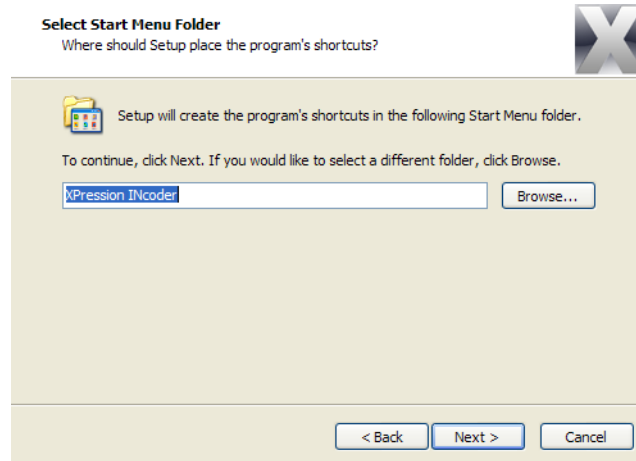 Select Start Menu Folder
Where should Setup place the program's shortcuts?
X
Setup will create the program's shortcuts in the following Start Menu folder.
To continue, click Next. If you would like to select a different folder, click Browse.
XPression INcoder
Browse...
< Back
Next >
Cancel